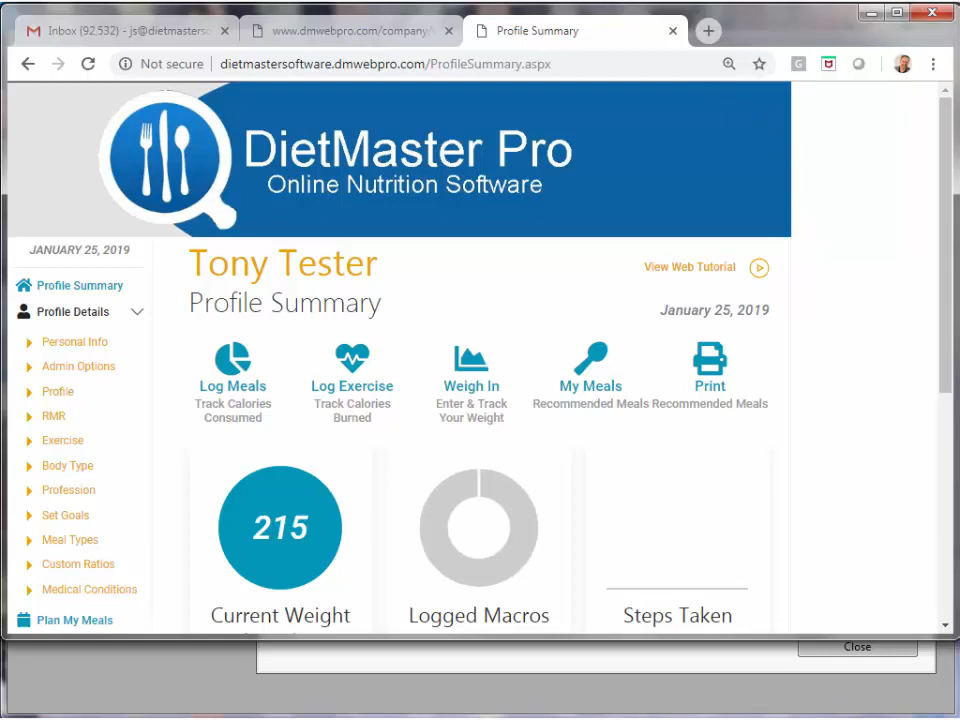 Inbox (92,532) - js@dietmasterso
www.dmwebpro.com/company/
Profile Summary
Not secure
dietmastersoftware.dmwebpro.com/ProfileSummary.aspx
DietMaster Pro
Online Nutrition Software
JANUARY 25, 2019
Profile Summary
Profile Details
Personal Info
Admin Options
Profile
RMR
Exercise
Body Type
Profession
Set Goals
Meal Types
Custom Ratios
Medical Conditions
Plan My Meals
Tony Tester
View Web Tutorial
Profile Summary
January 25, 2019
Log Meals
Track Calories
Consumed
Log Exercise
Track Calories
Burned
Weigh In
Enter & Track
Your Weight
My Meals
Recommended Meals
Print
Recommended Meals
215
Current Weight
Logged Macros
Steps Taken
Close